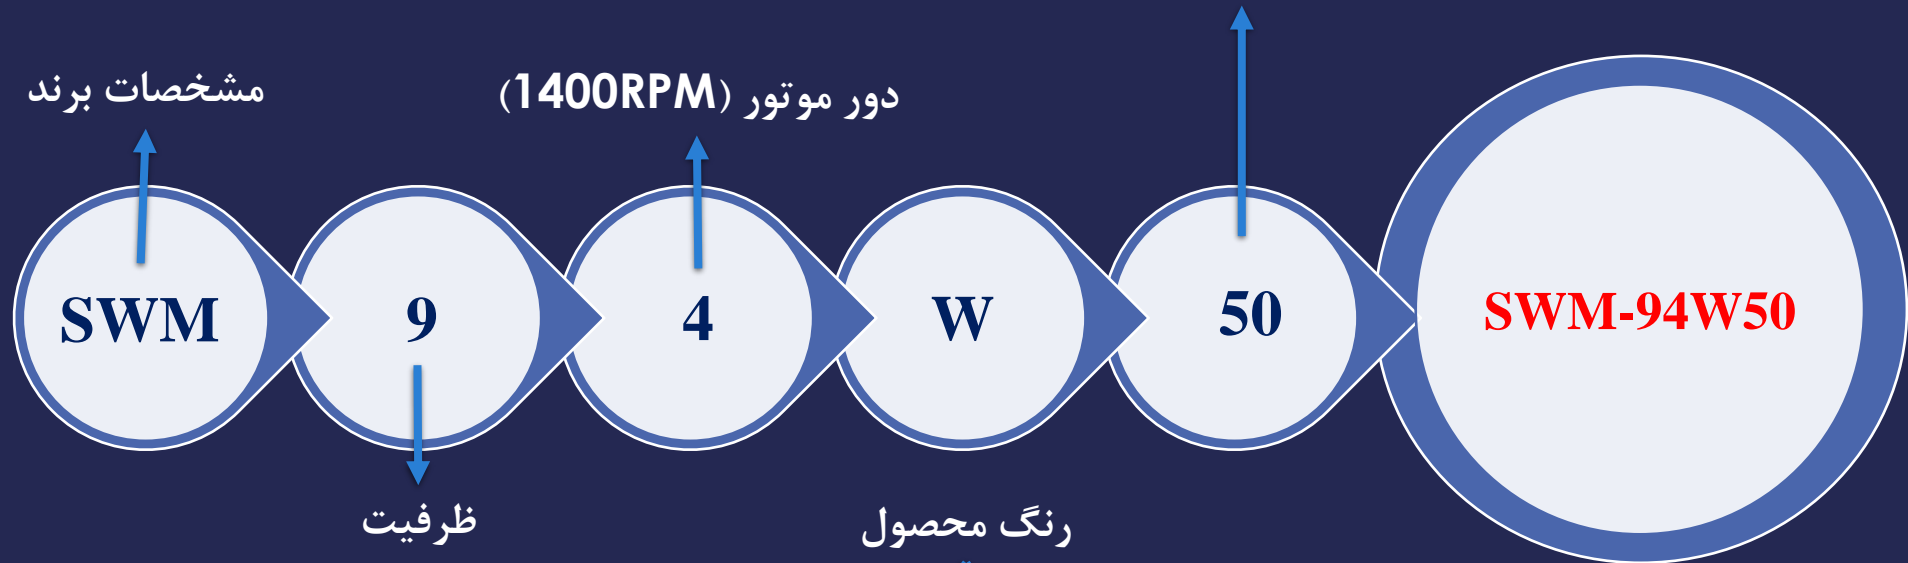 مشخصات برند
دور موتور (1400RPM)
SWM
9
4
W
50
SWM-94W50
ظرفیت
رنگ محصول